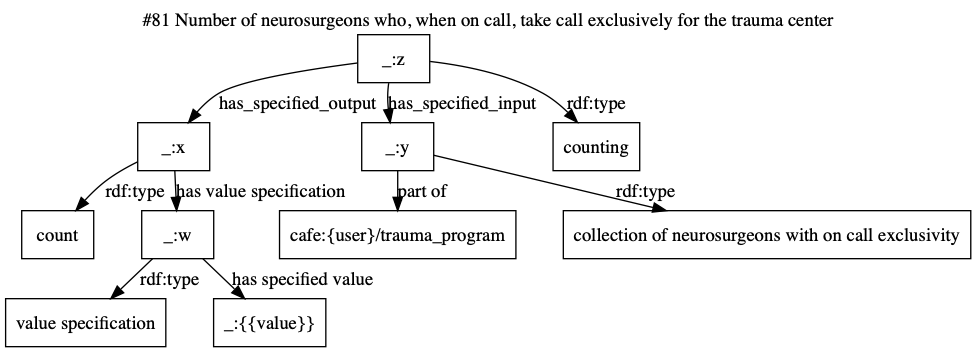 #81 Number of neurosurgeons who, when on call, take call exclusively for the trauma center
_:z
has_specified_output
has_specified_input
rdf:type
_:x
_:y
counting
rdf:type
has value specification
part of
rdf:type
count
_:w
cafe:{user}/trauma_program
collection of neurosurgeons with on call exclusivity
rdf:type
has specified value
value specification
_:{{value}}